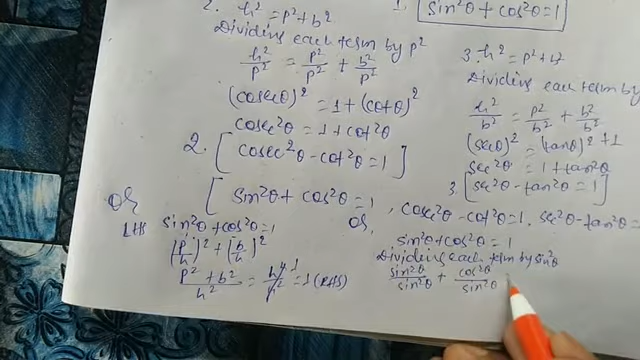 2. h² = p² + b²
Dividing each term by p²
h²/p² = p²/p² + b²/p²
(cosecθ)² = 1 + (cotθ)²
cosec²θ = 1 + cot²θ
2. [cosec²θ - cot²θ = 1]
1. sin²θ + cos²θ = 1
3. h² = p² + b²
Dividing each term by
h²/b² = p²/b² + b²/b²
(secθ)² = (tanθ)² + 1
sec²θ = 1 + tan²θ
3. [sec²θ - tan²θ = 1]
Or [sin²θ + cos²θ = 1, cosec²θ - cot²θ = 1, sec²θ - tan²θ =
LHS sin²θ + cos²θ = 1
(p/h)² + (b/h)²
p² + b²/h² = h²/h² = 1 (RHS)
Or,
sin²θ + cos²θ = 1
Dividing each term by sin²θ
sin²θ/sin²θ + cos²θ/sin²θ